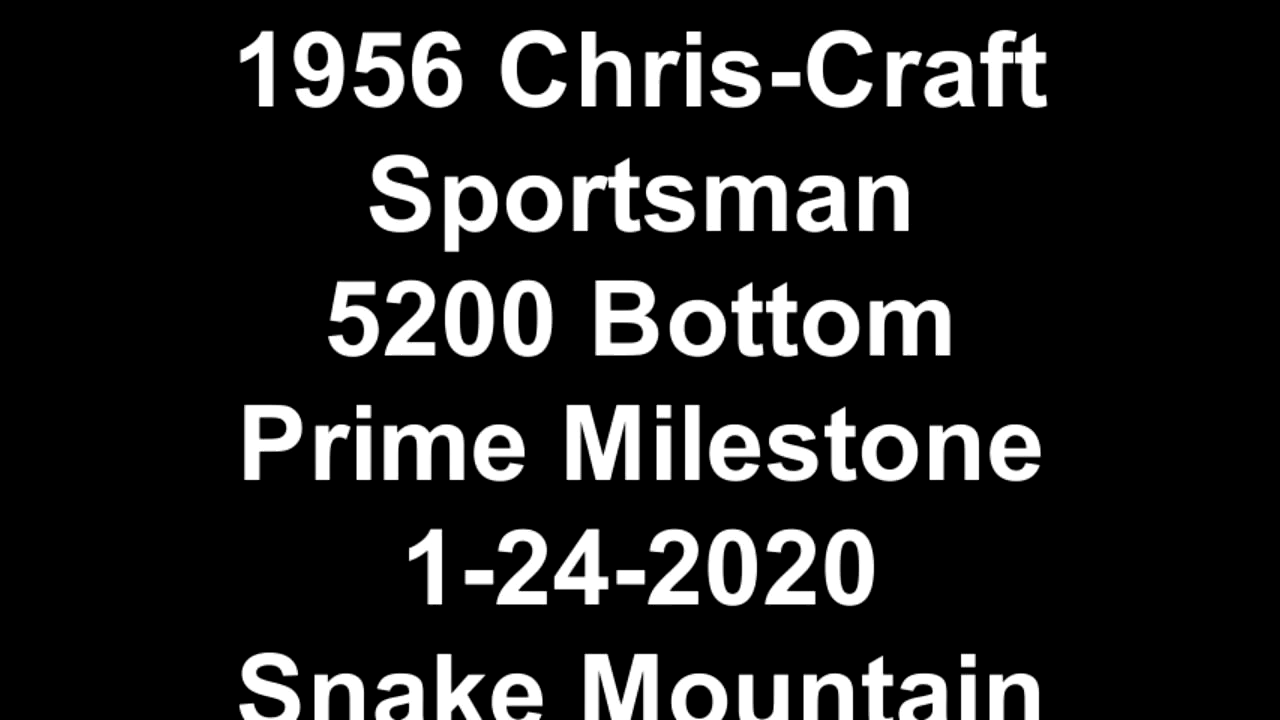 1956 Chris-Craft
Sportsman
5200 Bottom
Prime Milestone
1-24-2020
Snake Mountain